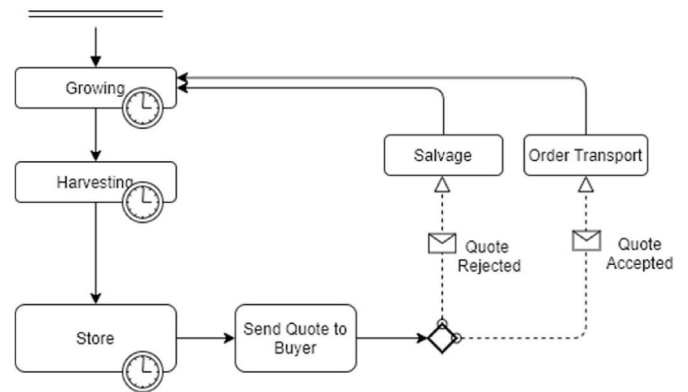 Growing
Harvesting
Store
Send Quote to
Buyer
Salvage
Order Transport
Quote
Rejected
Quote
Accepted